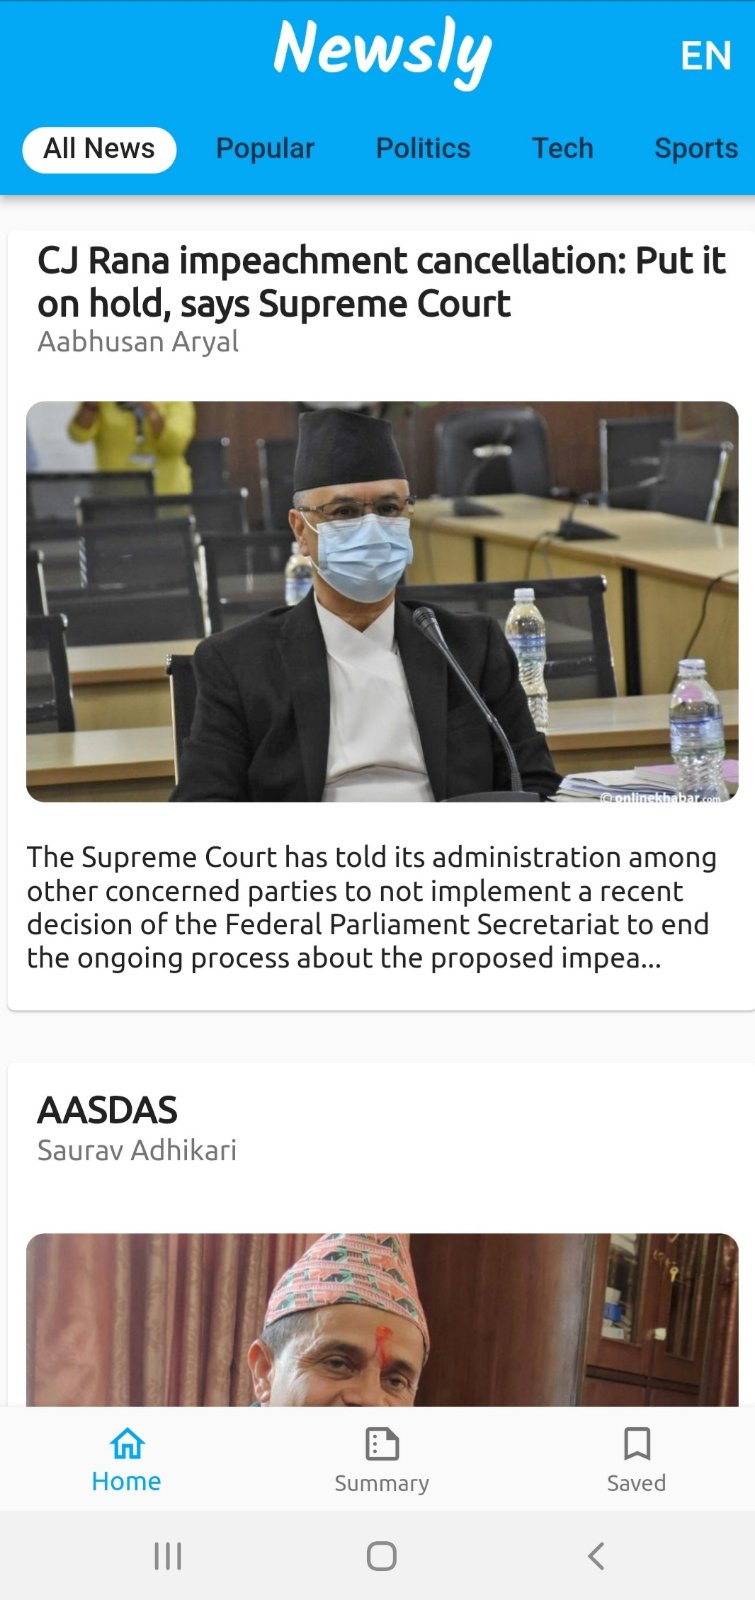 Newsly
EN
All News
Popular
Politics
Tech
Sports
CJ Rana impeachment cancellation: Put it
on hold, says Supreme Court
Aabhusan Aryal
© onlinekhabar.com
The Supreme Court has told its administration among
other concerned parties to not implement a recent
decision of the Federal Parliament Secretariat to end
the ongoing process about the proposed impea...
AASDAS
Saurav Adhikari
Home
Summary
Saved